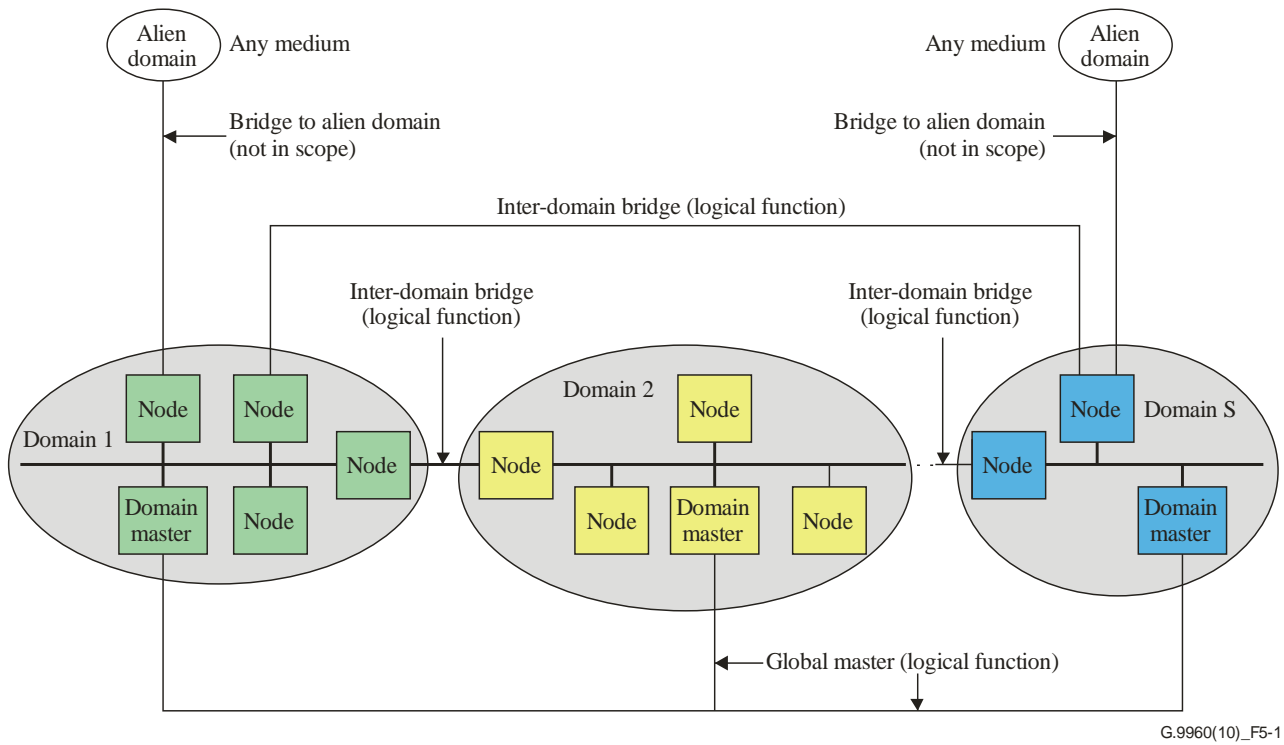 Alien
domain
Any medium
Any medium
Alien
domain
Bridge to alien domain
(not in scope)
Bridge to alien domain
(not in scope)
Inter-domain bridge (logical function)
Inter-domain bridge
(logical function)
Inter-domain bridge
(logical function)
Domain 1
Node
Node
Node
Domain
master
Node
Domain 2
Node
Node
Node
Domain
master
Node
Node
Domain S
Node
Domain
master
Global master (logical function)
G.9960(10)_F5-1